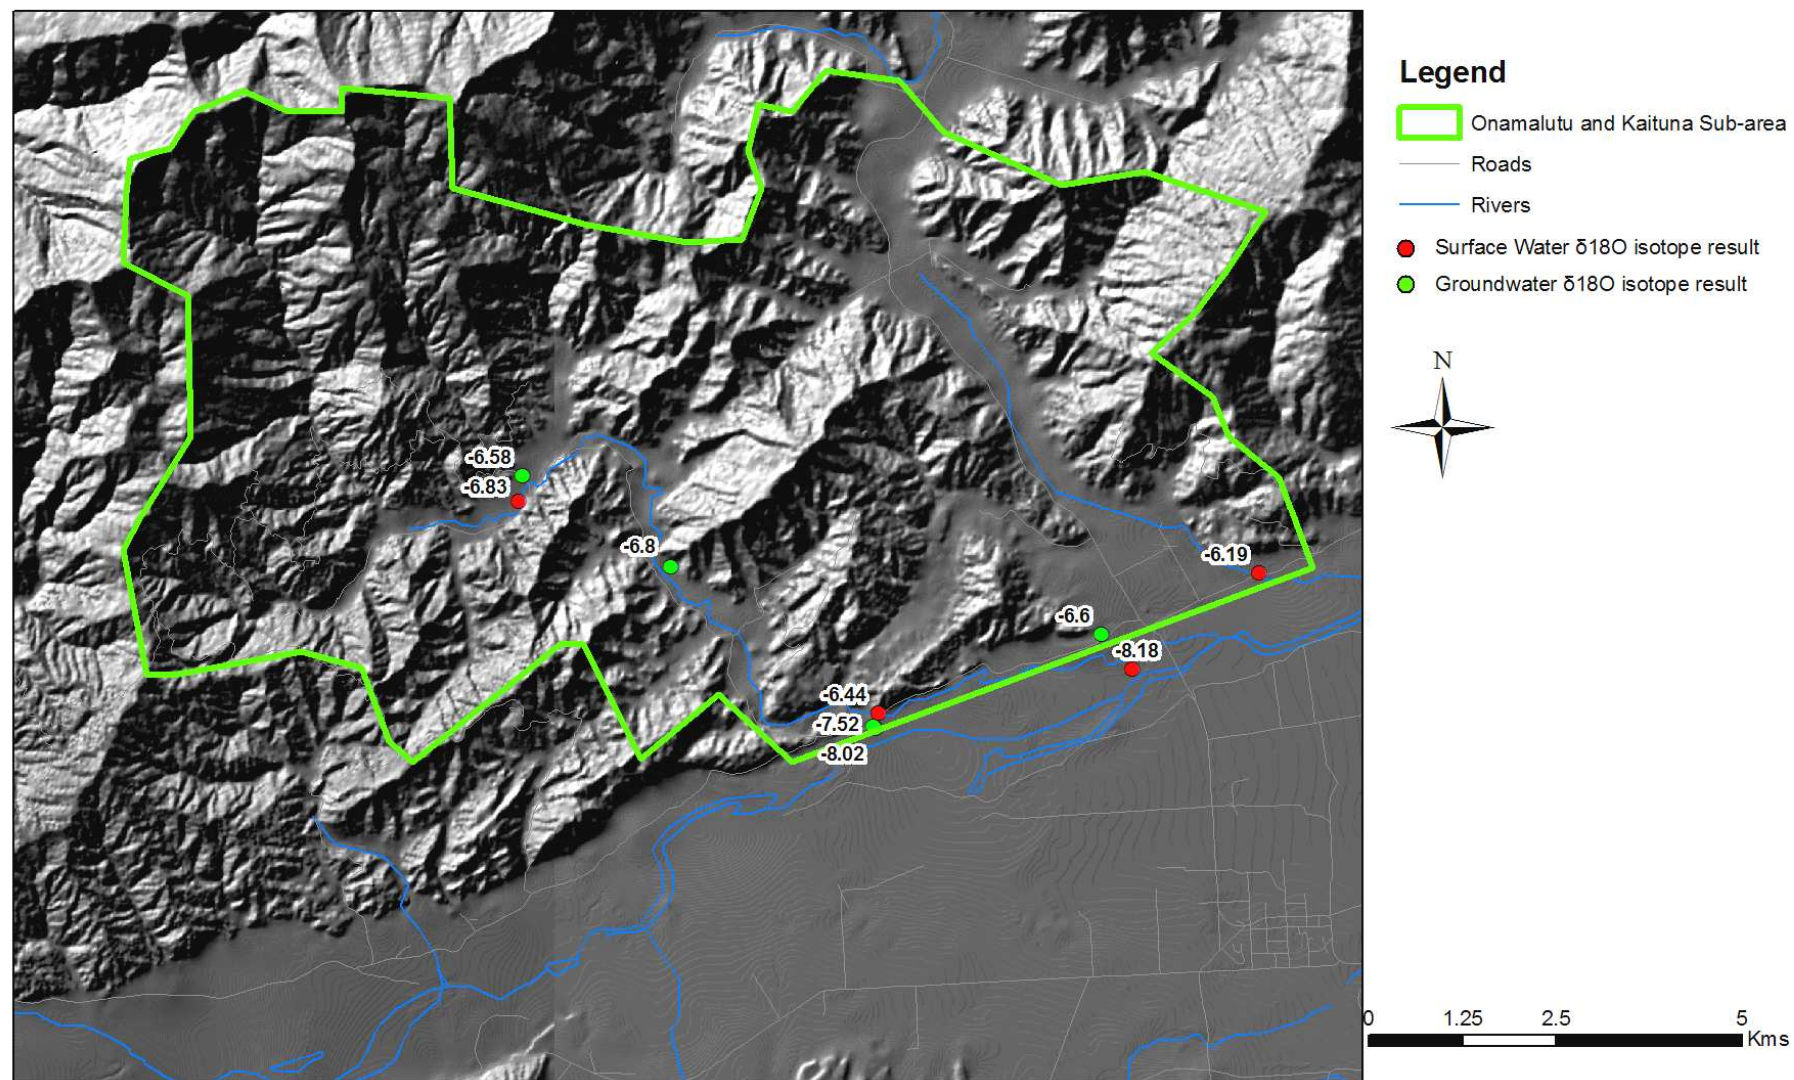 Legend
Onamalutu and Kaituna Sub-area
Roads
Rivers
Surface Water δ18O isotope result
Groundwater δ18O isotope result
N
-6.58
-6.83
-6.8
-6.19
-6.6
-8.18
-6.44
-7.52
-8.02
0 1.25 2.5 5
Kms